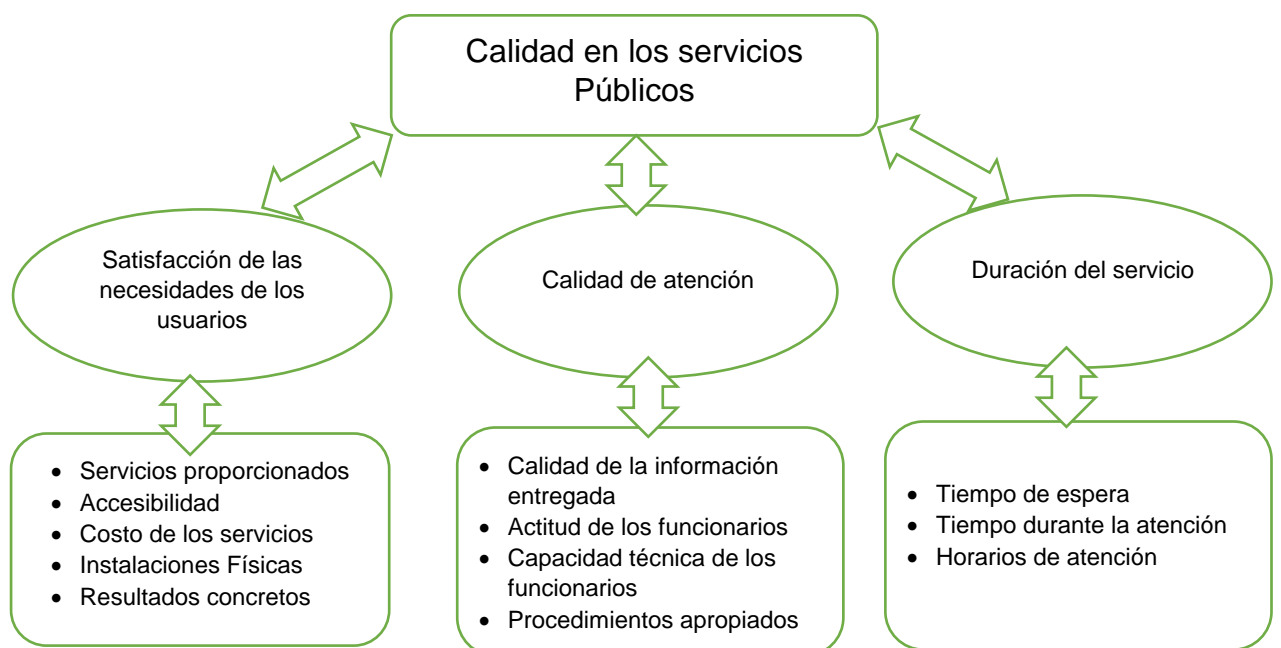 Calidad en los servicios
Públicos
Satisfacción de las
necesidades de los
usuarios
Calidad de atención
Duración del servicio
• Servicios proporcionados
• Accesibilidad
• Costo de los servicios
• Instalaciones Físicas
• Resultados concretos
• Calidad de la información
entregada
• Actitud de los funcionarios
• Capacidad técnica de los
funcionarios
• Procedimientos apropiados
• Tiempo de espera
• Tiempo durante la atención
• Horarios de atención